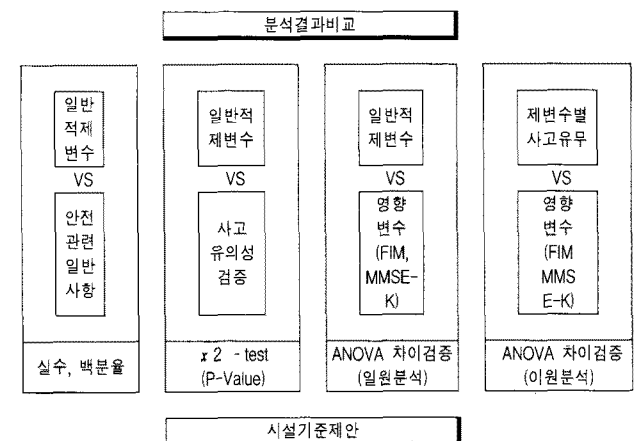 분석결과비교
일반
적제
변수
VS
안전
관련
일반
사항
실수, 백분율
일반적
제변수
VS
사고
유의성
검증
x 2 - test
(P-Value)
일반적
제변수
VS
영향
변수
(FIM,
MMSE-
K)
ANOVA 차이검증
(일원분석)
제변수별
사고유무
VS
영향
변수
(FIM
MMS
E-K)
ANOVA 차이검증
(이원분석)
시설기준제안